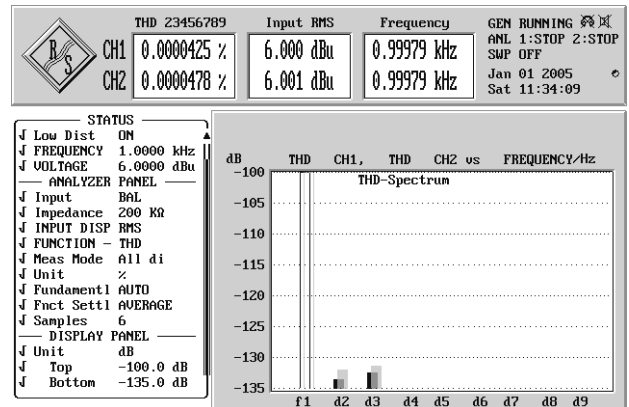 THD 23456789 Input RMS Frequency GEN RUNNING
R/S CH1 0.0000425 % 6.000 dBu 0.99979 kHz ANL 1:STOP 2:STOP
SWP OFF
CH2 0.0000478 % 6.001 dBu 0.99979 kHz Jan 01 2005
Sat 11:34:09
STATUS
√ Low Dist ON
√ FREQUENCY 1.0000 kHz
√ VOLTAGE 6.0000 dBu
ANALYZER PANEL
√ Input BAL
√ Impedance 200 KΩ
√ INPUT DISP RMS
√ FUNCTION - THD
√ Meas Mode All di
√ Unit %
√ Fundamentl AUTO
√ Fnct Settl AVERAGE
√ Samples 6
DISPLAY PANEL
√ Unit dB
√ Top -100.0 dB
√ Bottom -135.0 dB
dB THD CH1, THD CH2 vs FREQUENCY/Hz
THD-Spectrum
-100
-105
-110
-115
-120
-125
-130
-135
f1 d2 d3 d4 d5 d6 d7 d8 d9